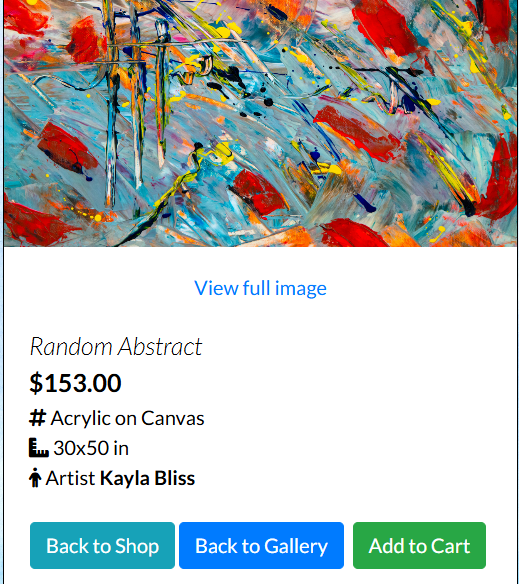 View full image
Random Abstract
$153.00
# Acrylic on Canvas
30x50 in
Artist Kayla Bliss
Back to Shop Back to Gallery Add to Cart